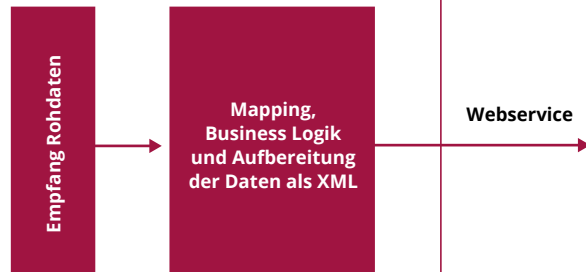 Empfang Rohdaten
Mapping,
Business Logik
und Aufbereitung
der Daten als XML
Webservice